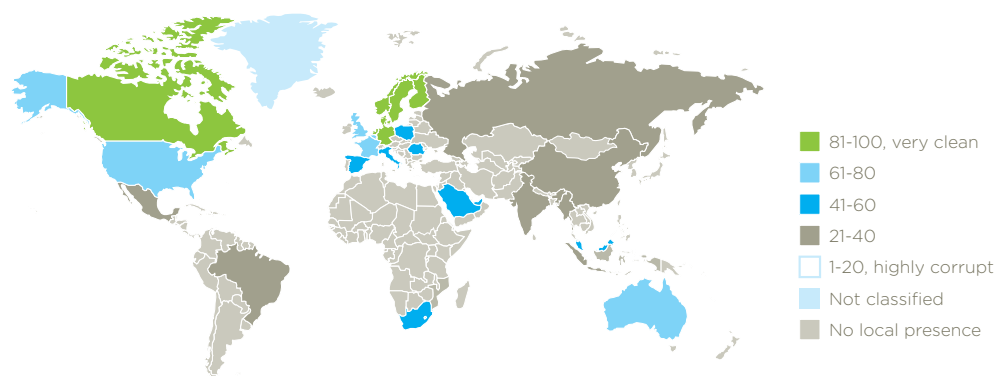 81-100, very clean
61-80
41-60
21-40
1-20, highly corrupt
Not classified
No local presence